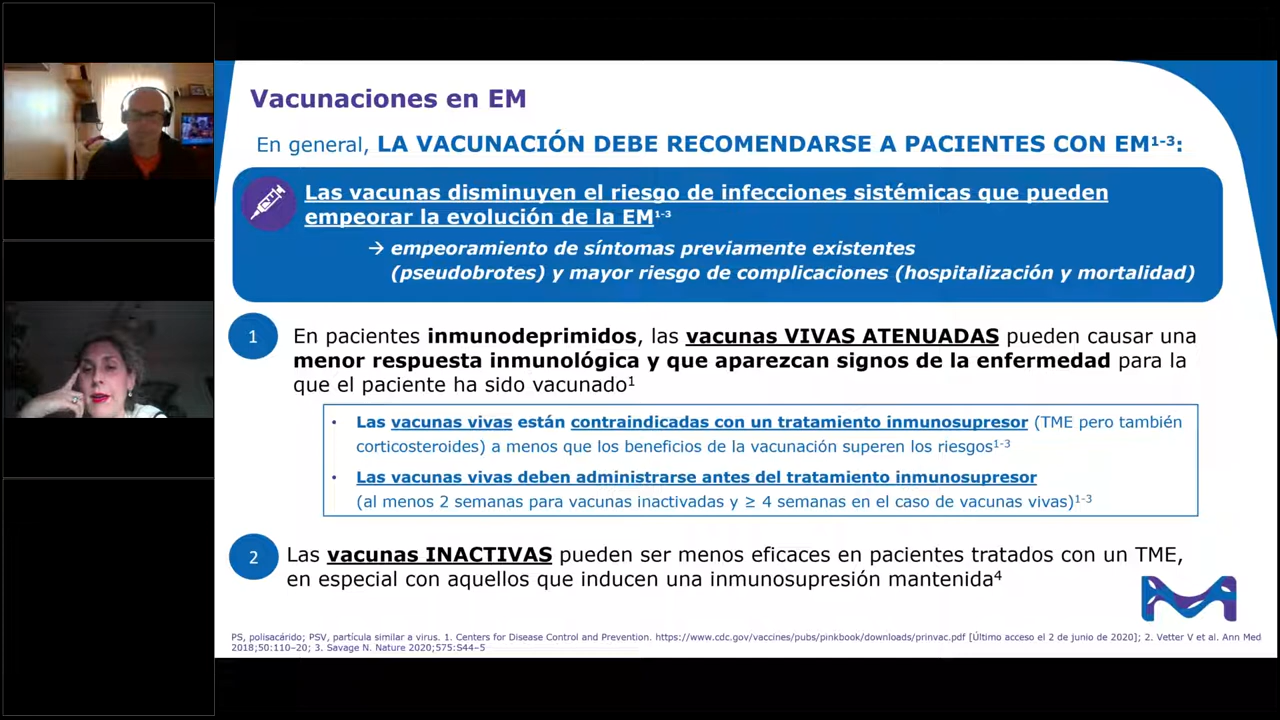 Vacunaciones en EM
En general, LA VACUNACIÓN DEBE RECOMENDARSE A PACIENTES CON EM1-3:
Las vacunas disminuyen el riesgo de infecciones sistémicas que pueden
empeorar la evolución de la EM1-3
→ empeoramiento de síntomas previamente existentes
(pseudobrotes) y mayor riesgo de complicaciones (hospitalización y mortalidad)
1
En pacientes inmunodeprimidos, las vacunas VIVAS ATENUADAS pueden causar una
menor respuesta inmunológica y que aparezcan signos de la enfermedad para la
que el paciente ha sido vacunado1
• Las vacunas vivas están contraindicadas con un tratamiento inmunosupresor (TME pero también
corticosteroides) a menos que los beneficios de la vacunación superen los riesgos1-3
• Las vacunas vivas deben administrarse antes del tratamiento inmunosupresor
(al menos 2 semanas para vacunas inactivadas y ≥ 4 semanas en el caso de vacunas vivas)1-3
2
Las vacunas INACTIVAS pueden ser menos eficaces en pacientes tratados con un TME,
en especial con aquellos que inducen una inmunosupresión mantenida4
PS, polisacárido; PSV, partícula similar a virus. 1. Centers for Disease Control and Prevention. https://www.cdc.gov/vaccines/pubs/pinkbook/downloads/prinvac.pdf [Último acceso el 2 de junio de 2020]; 2. Vetter V et al. Ann Med
2018;50:110–20; 3. Savage N. Nature 2020;575:S44–5